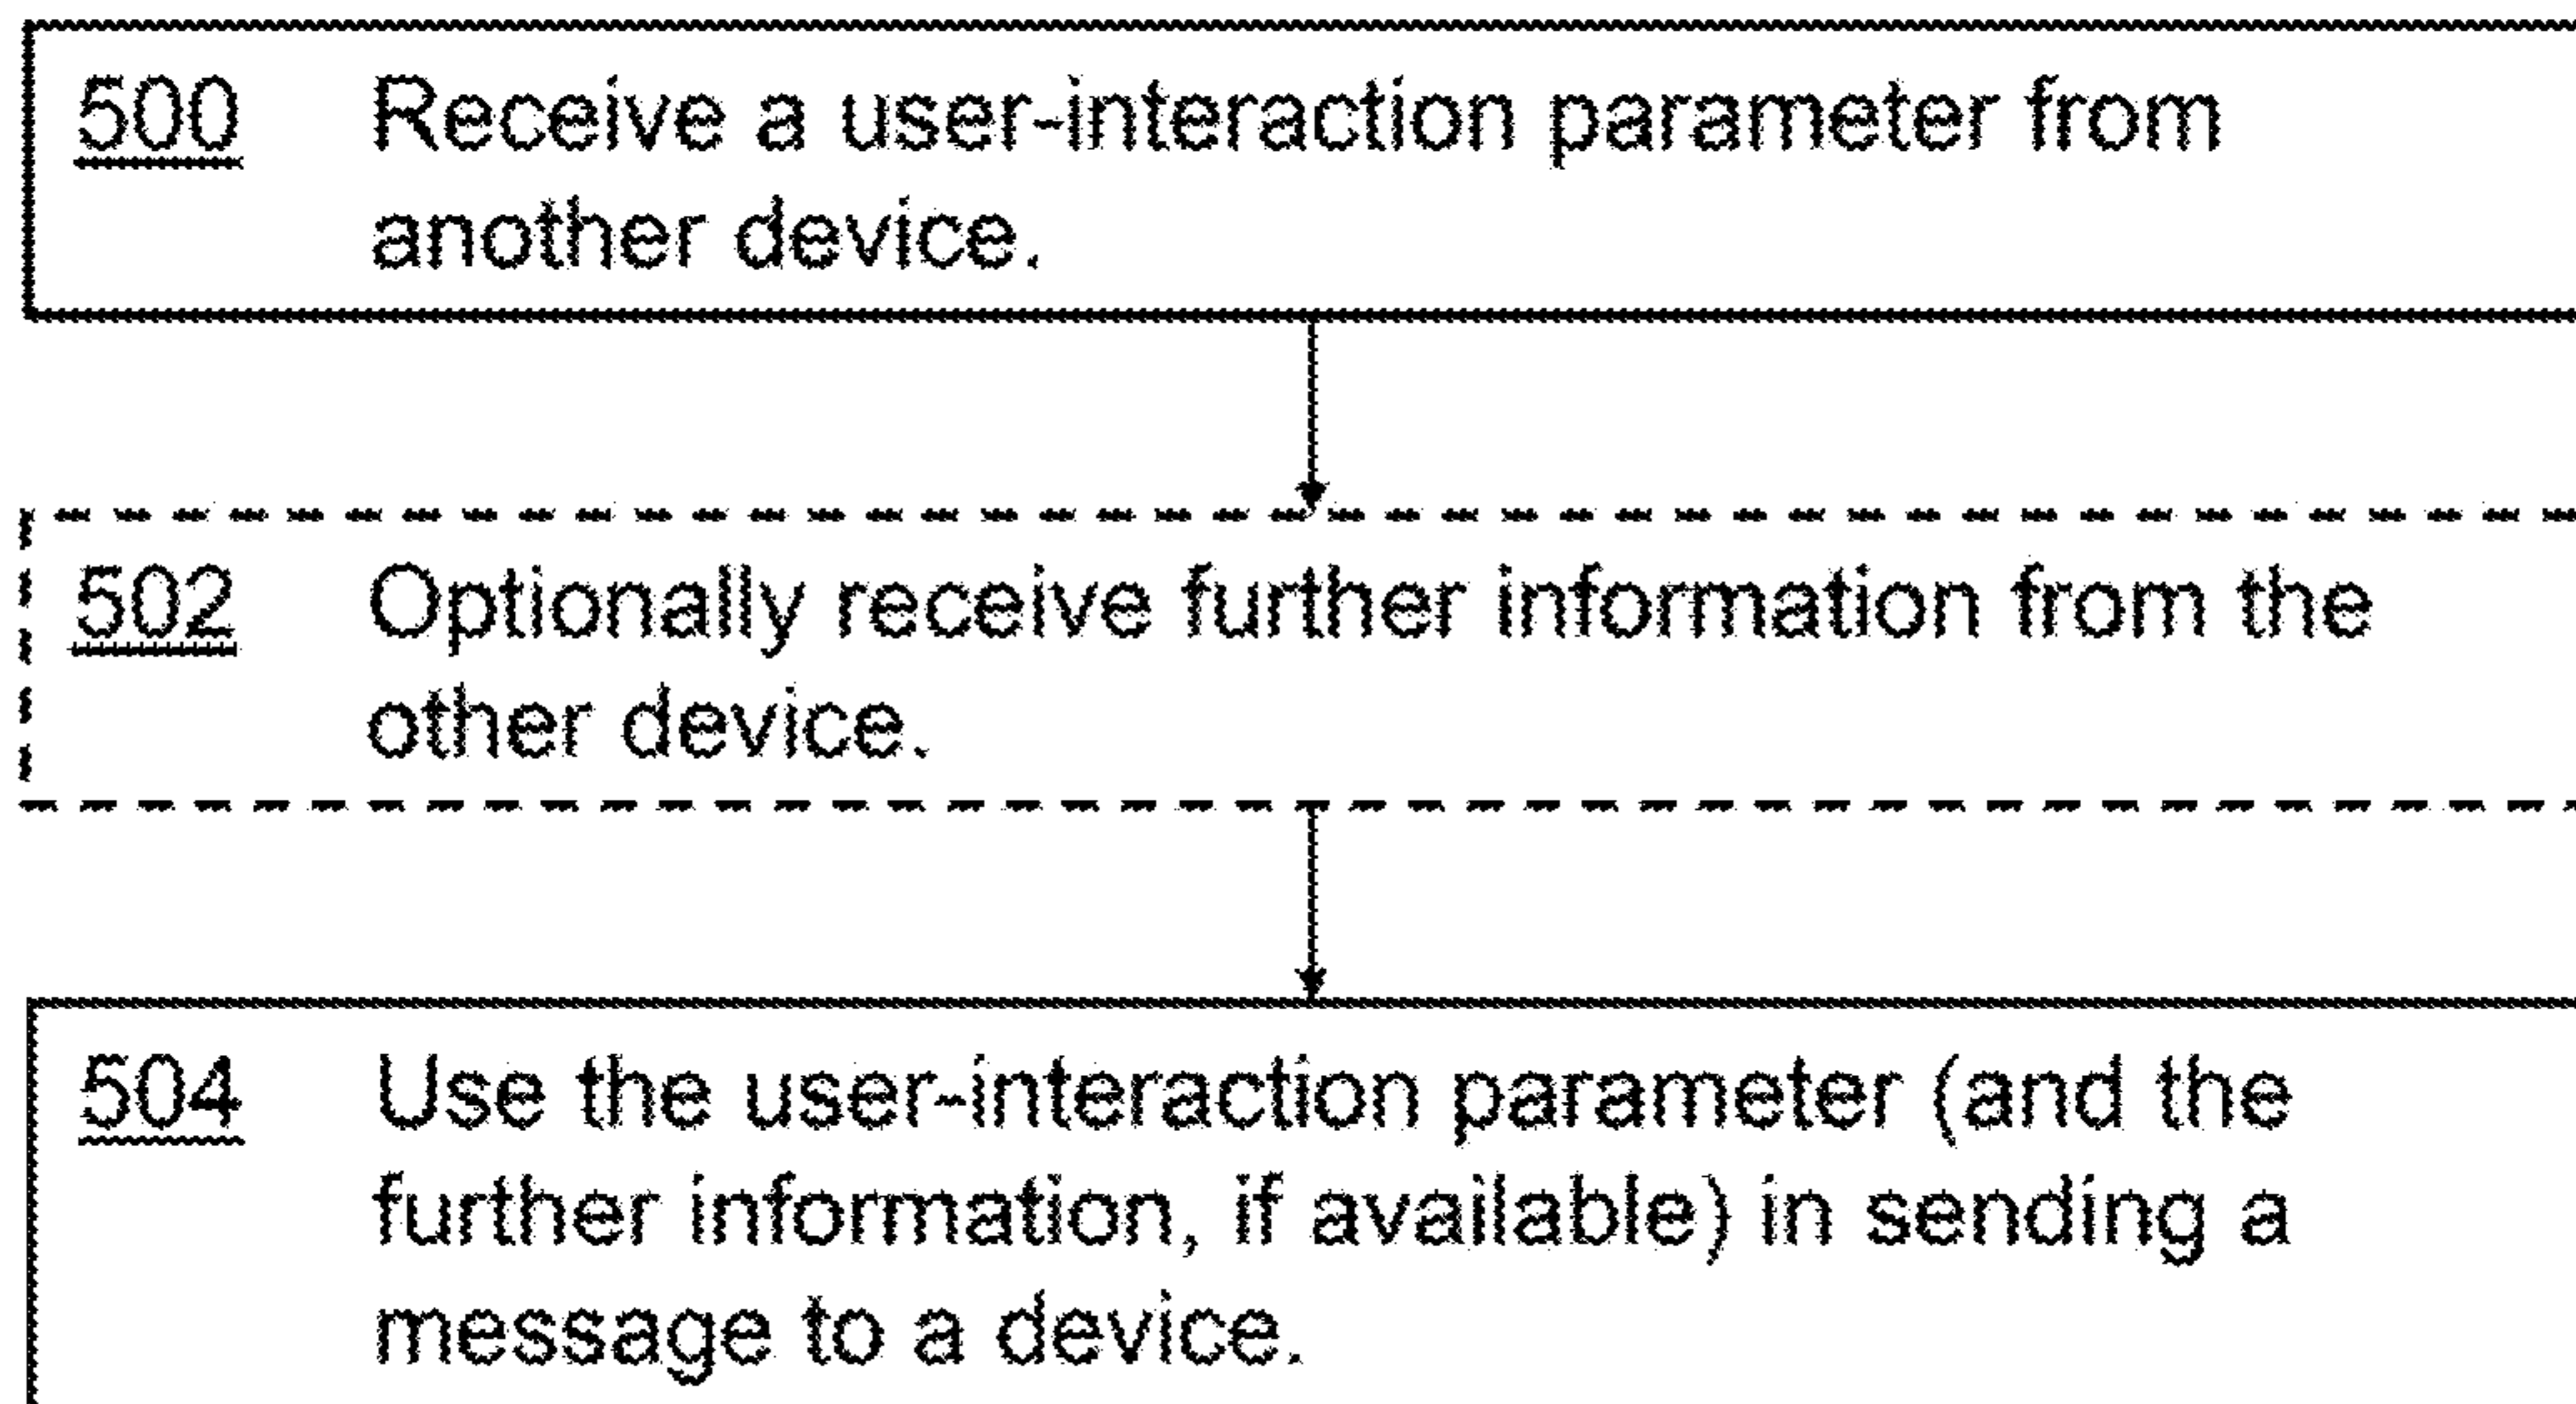 500 Receive a user-interaction parameter from
another device.
502 Optionally receive further information from the
other device.
504 Use the user-interaction parameter (and the
further information, if available) in sending a
message to a device.